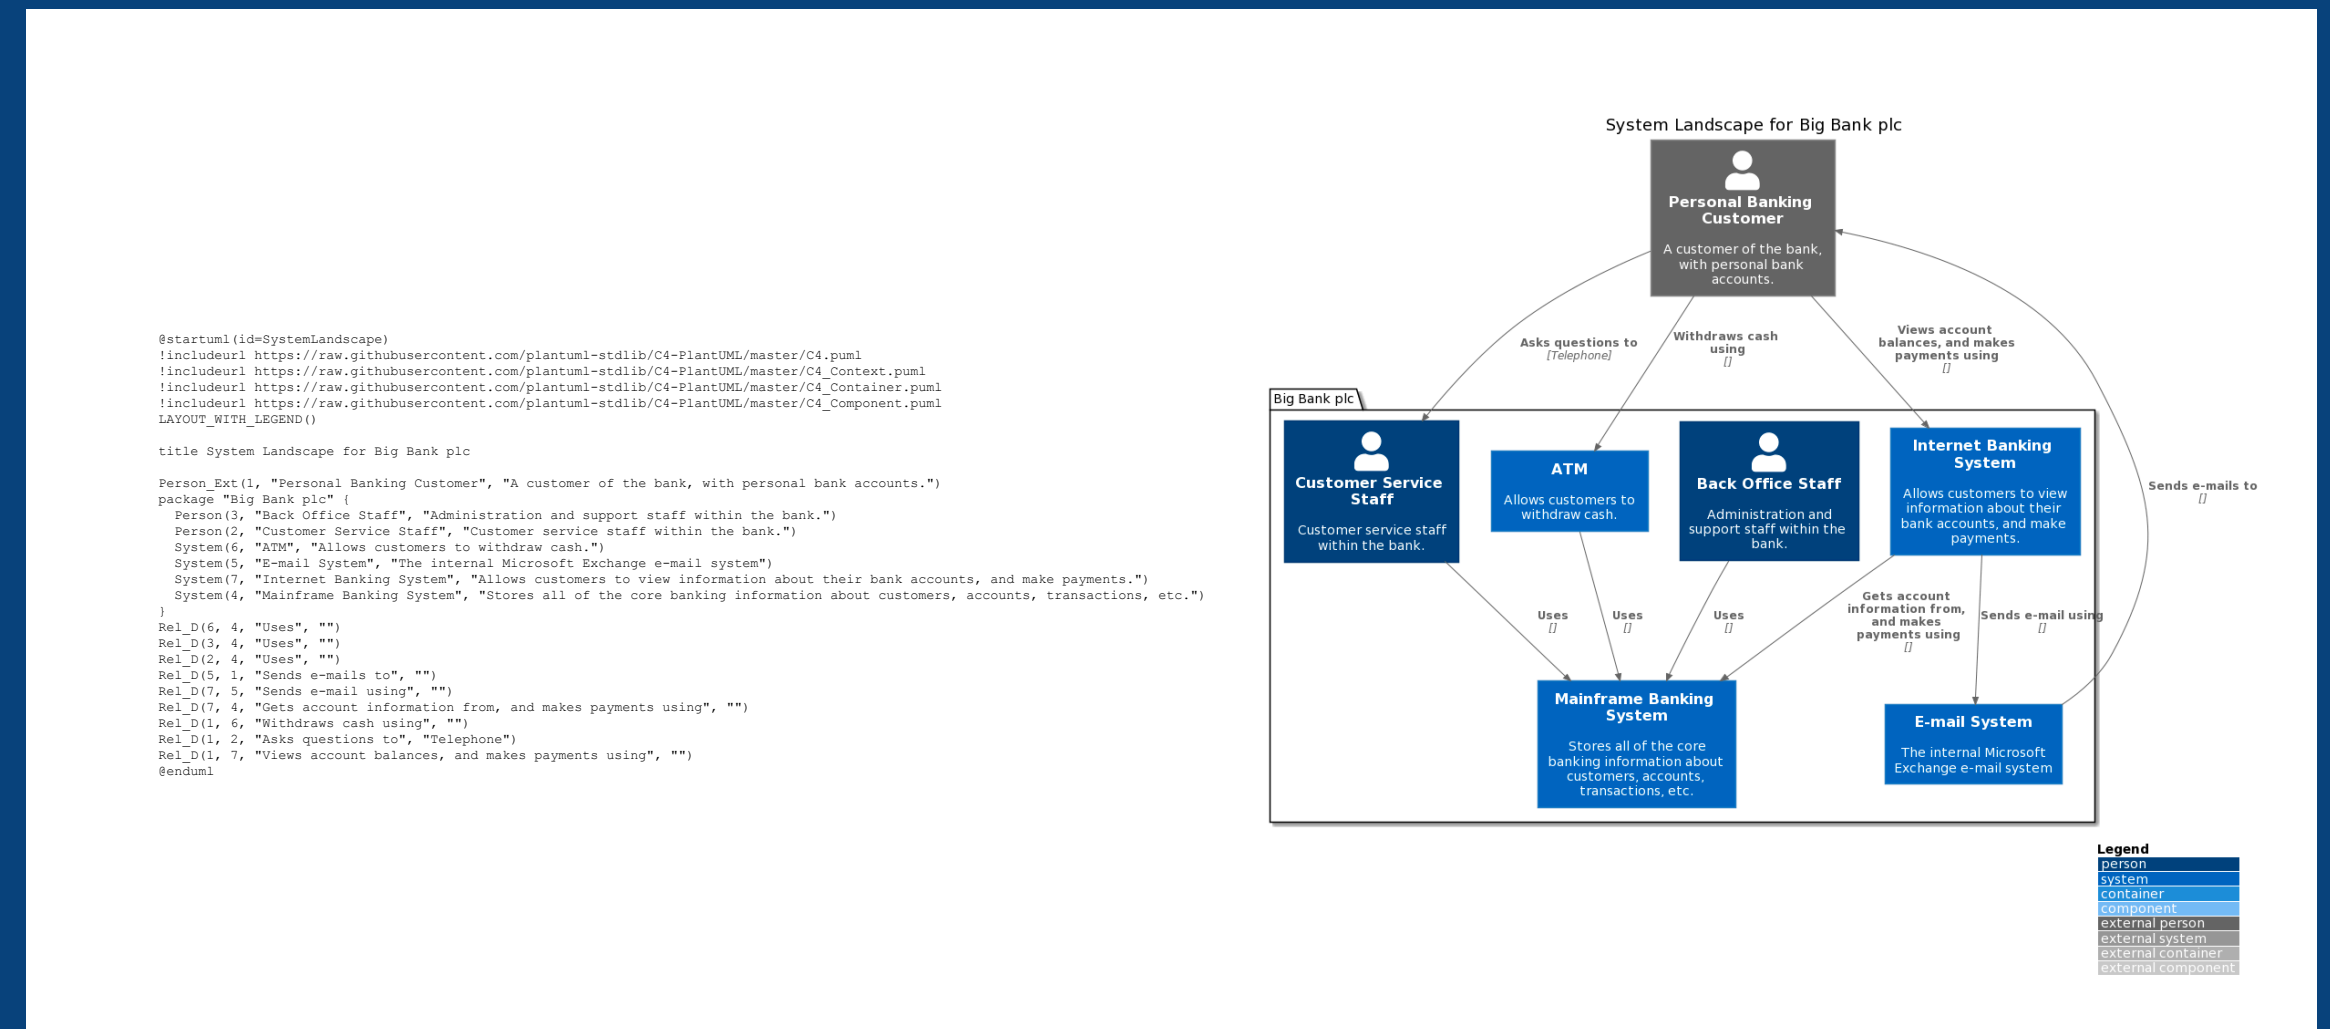 @startuml(id=SystemLandscape)
!includeurl https://raw.githubusercontent.com/plantuml-stdlib/C4-PlantUML/master/C4.puml
!includeurl https://raw.githubusercontent.com/plantuml-stdlib/C4-PlantUML/master/C4_Context.puml
!includeurl https://raw.githubusercontent.com/plantuml-stdlib/C4-PlantUML/master/C4_Container.puml
!includeurl https://raw.githubusercontent.com/plantuml-stdlib/C4-PlantUML/master/C4_Component.puml
LAYOUT_WITH_LEGEND()
title System Landscape for Big Bank plc
Person_Ext(1, "Personal Banking Customer", "A customer of the bank, with personal bank accounts.")
package "Big Bank plc" {
  Person(3, "Back Office Staff", "Administration and support staff within the bank.")
  Person(2, "Customer Service Staff", "Customer service staff within the bank.")
  System(6, "ATM", "Allows customers to withdraw cash.")
  System(5, "E-mail System", "The internal Microsoft Exchange e-mail system")
  System(7, "Internet Banking System", "Allows customers to view information about their bank accounts, and make payments.")
  System(4, "Mainframe Banking System", "Stores all of the core banking information about customers, accounts, transactions, etc.")
}
Rel_D(6, 4, "Uses", "")
Rel_D(3, 4, "Uses", "")
Rel_D(2, 4, "Uses", "")
Rel_D(5, 1, "Sends e-mails to", "")
Rel_D(7, 5, "Sends e-mail using", "")
Rel_D(7, 4, "Gets account information from, and makes payments using", "")
Rel_D(1, 6, "Withdraws cash using", "")
Rel_D(1, 2, "Asks questions to", "Telephone")
Rel_D(1, 7, "Views account balances, and makes payments using", "")
@enduml
System Landscape for Big Bank plc
Personal Banking
Customer
A customer of the bank,
with personal bank
accounts.
Asks questions to
[Telephone]
Withdraws cash
using
[]
Views account
balances, and makes
payments using
[]
Sends e-mails to
[]
Big Bank plc
Customer Service
Staff
Customer service staff
within the bank.
ATM
Allows customers to
withdraw cash.
Back Office Staff
Administration and
support staff within the
bank.
Internet Banking
System
Allows customers to view
information about their
bank accounts, and make
payments.
Uses
[]
Uses
[]
Uses
[]
Gets account
information from,
and makes
payments using
[]
Sends e-mail using
[]
Mainframe Banking
System
Stores all of the core
banking information about
customers, accounts,
transactions, etc.
E-mail System
The internal Microsoft
Exchange e-mail system
Legend
person
system
container
component
external person
external system
external container
external component